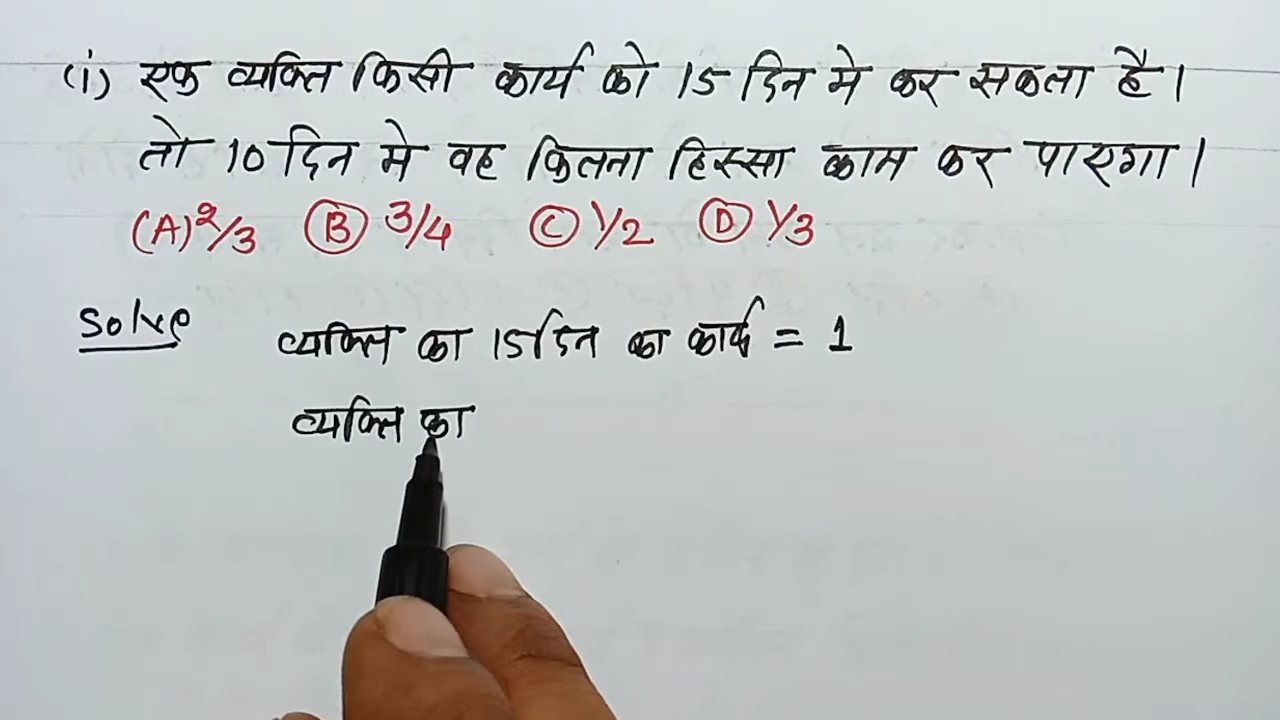 (i) एक व्यक्ति किसी कार्य को 15 दिन मे कर सकता है।
तो 10 दिन मे वह कितना हिस्सा काम कर पाएगा।
(A) 2/3 (B) 3/4 (C) 1/2 (D) 1/3
Solve व्यक्ति का 15 दिन का कार्य = 1
व्यक्ति का